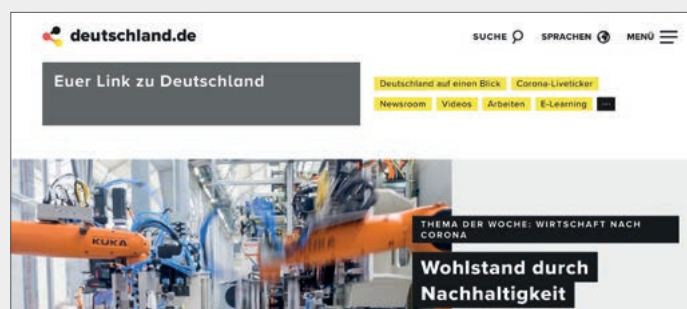 deutschland.de
SUCHE SPRACHEN MENÜ
Euer Link zu Deutschland
Deutschland auf einen Blick Corona-Liveticker
Newsroom Videos Arbeiten E-Learning ...
KUKA
THEMA DER WOCHE: WIRTSCHAFT NACH
CORONA
Wohlstand durch
Nachhaltigkeit